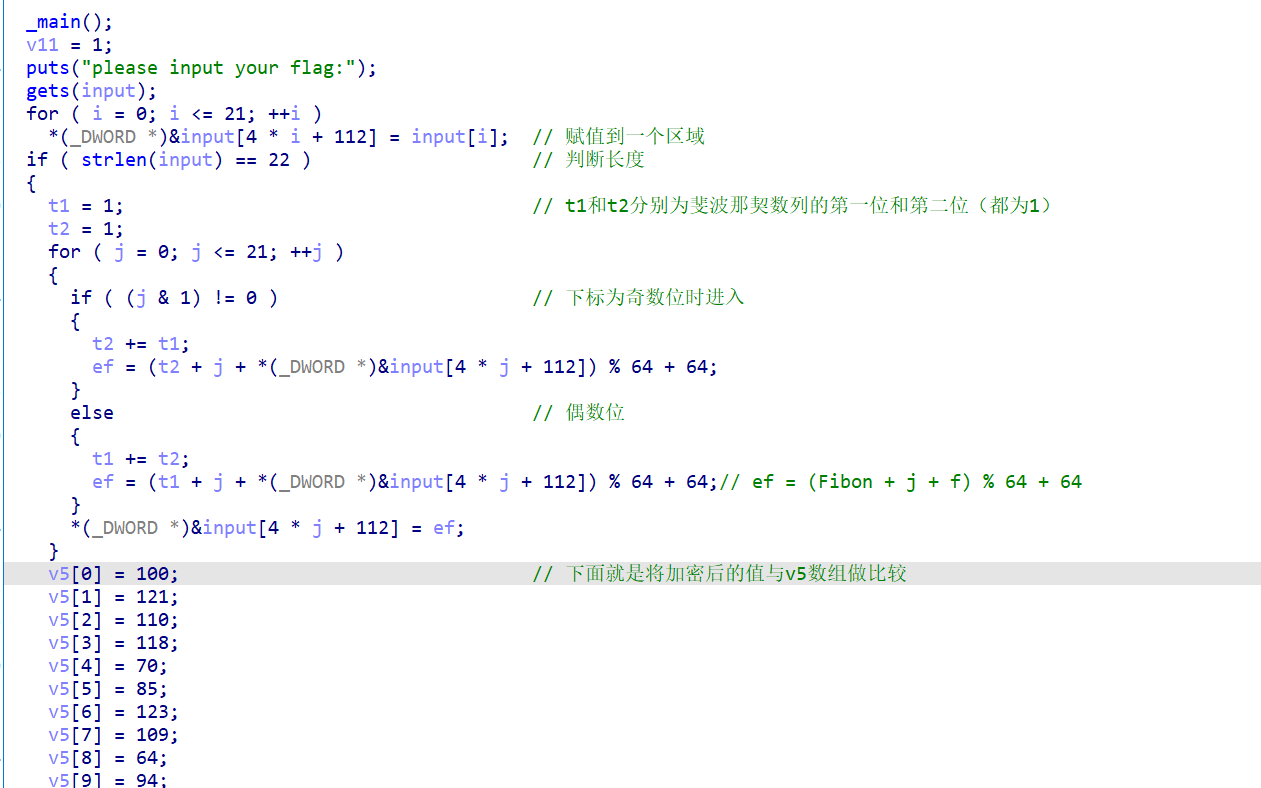 _main();
v11 = 1;
puts("please input your flag:");
gets(input);
for ( i = 0; i <= 21; ++i )
*(_DWORD *)&input[4 * i + 112] = input[i]; // 赋值到一个区域
if ( strlen(input) == 22 ) // 判断长度
{
t1 = 1; // t1和t2分别为斐波那契数列的第一位和第二位（都为1）
t2 = 1;
for ( j = 0; j <= 21; ++j )
{
if ( (j & 1) != 0 ) // 下标为奇数位时进入
{
t2 += t1;
ef = (t2 + j + *(_DWORD *)&input[4 * j + 112]) % 64 + 64;
}
else // 偶数位
{
t1 += t2;
ef = (t1 + j + *(_DWORD *)&input[4 * j + 112]) % 64 + 64;// ef = (Fibon + j + f) % 64 + 64
}
*(_DWORD *)&input[4 * j + 112] = ef;
}
v5[0] = 100; // 下面就是将加密后的值与v5数组做比较
v5[1] = 121;
v5[2] = 110;
v5[3] = 118;
v5[4] = 70;
v5[5] = 85;
v5[6] = 123;
v5[7] = 109;
v5[8] = 64;
v5[9] = 94;